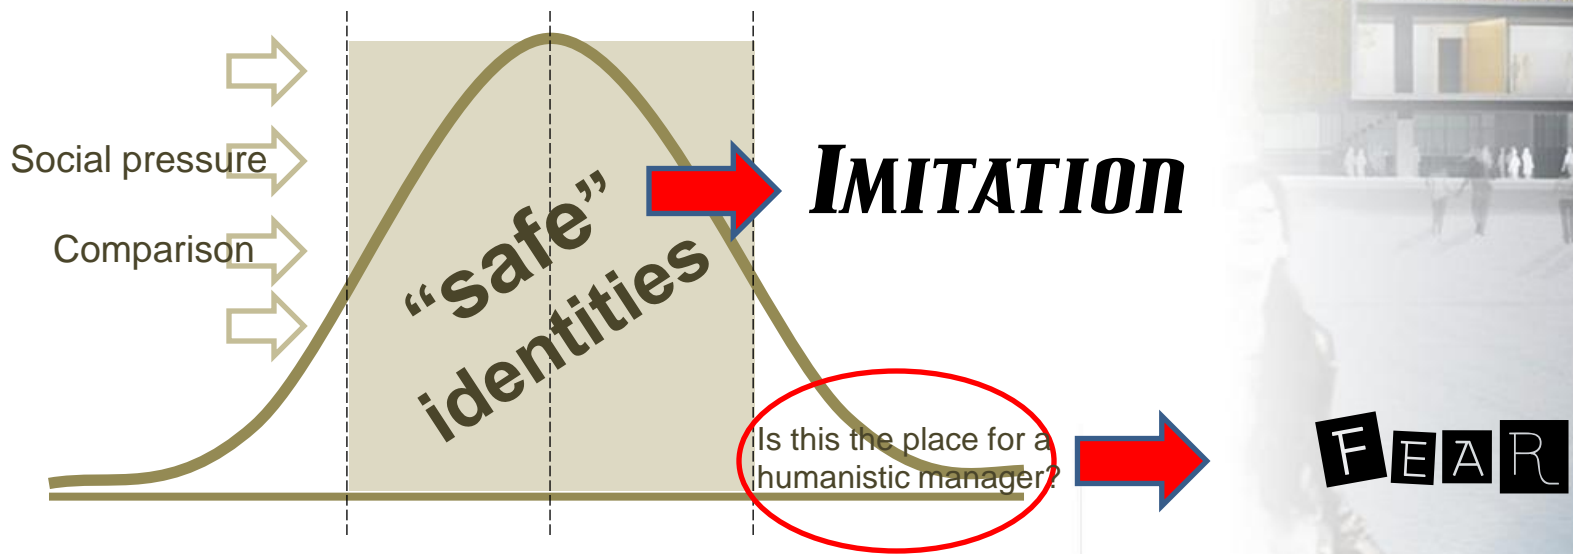 Social pressure
Comparison
“safe”
identities
IMITATION
Is this the place for a
humanistic manager?
FEAR